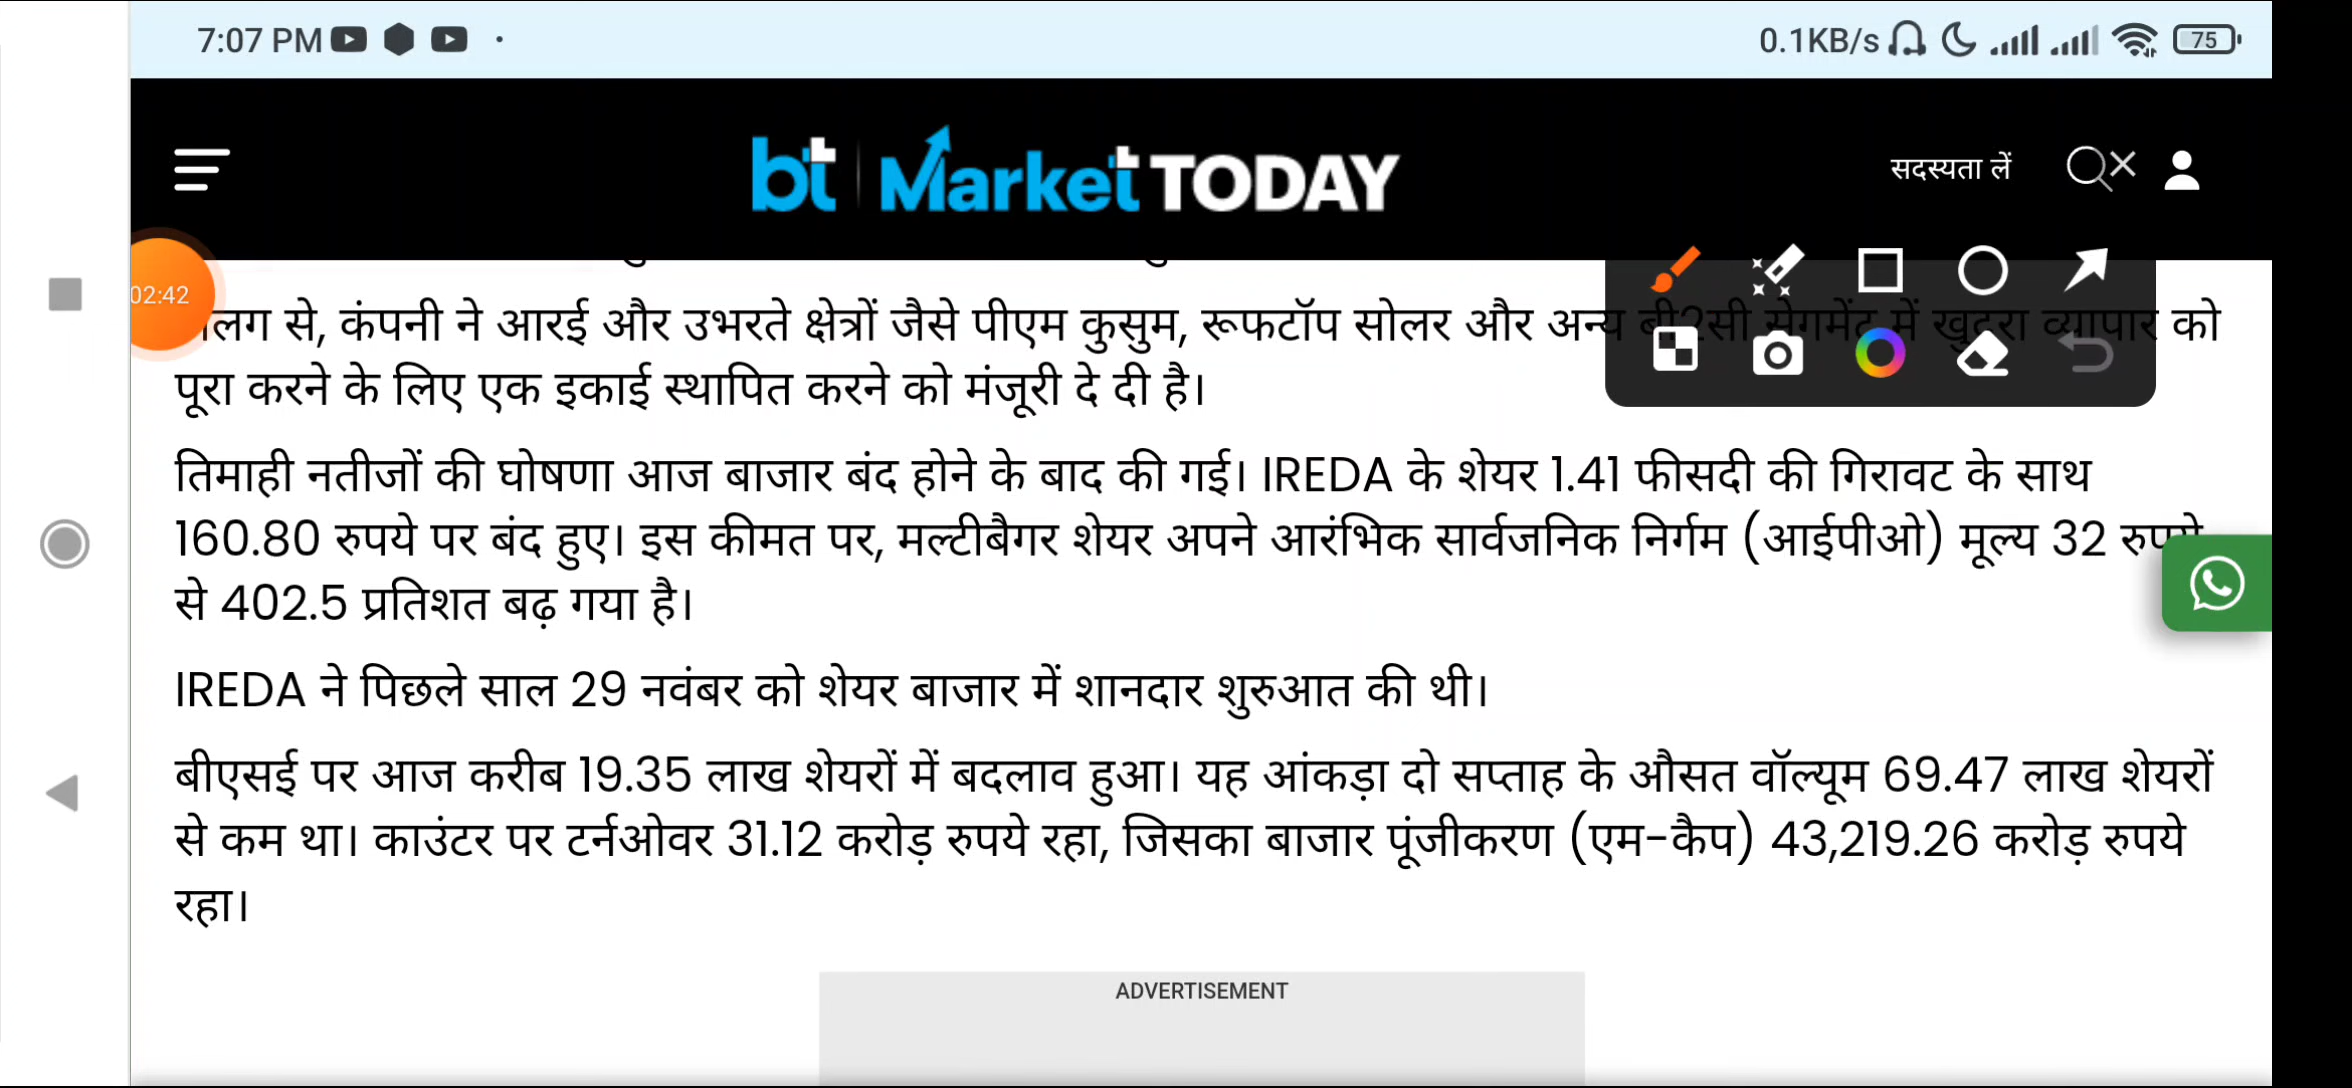 7:07 PM
0.1KB/s 75
bt Market TODAY
सदस्यता लें
02:42
लग से, कंपनी ने आरई और उभरते क्षेत्रों जैसे पीएम कुसुम, रूफटॉप सोलर और अन्य बी2सी सेगमेंट में खुदरा व्यापार को
पूरा करने के लिए एक इकाई स्थापित करने को मंजूरी दे दी है।
तिमाही नतीजों की घोषणा आज बाजार बंद होने के बाद की गई। IREDA के शेयर 1.41 फीसदी की गिरावट के साथ
160.80 रुपये पर बंद हुए। इस कीमत पर, मल्टीबैगर शेयर अपने आरंभिक सार्वजनिक निर्गम (आईपीओ) मूल्य 32 रुपये
से 402.5 प्रतिशत बढ़ गया है।
IREDA ने पिछले साल 29 नवंबर को शेयर बाजार में शानदार शुरुआत की थी।
बीएसई पर आज करीब 19.35 लाख शेयरों में बदलाव हुआ। यह आंकड़ा दो सप्ताह के औसत वॉल्यूम 69.47 लाख शेयरों
से कम था। काउंटर पर टर्नओवर 31.12 करोड़ रुपये रहा, जिसका बाजार पूंजीकरण (एम-कैप) 43,219.26 करोड़ रुपये
रहा।
ADVERTISEMENT